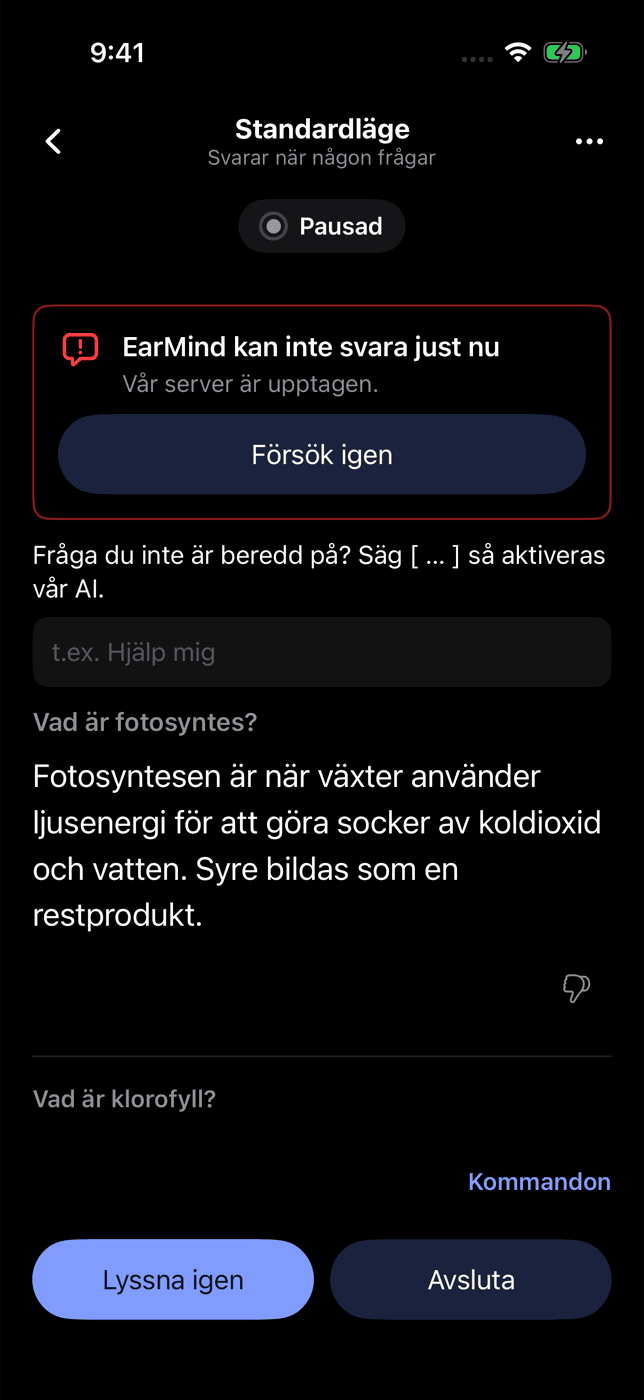 9:41
Standardläge
Svarar när någon frågar
Pausad
EarMind kan inte svara just nu
Vår server är upptagen.
Försök igen
Fråga du inte är beredd på? Säg [ ... ] så aktiveras
vår AI.
t.ex. Hjälp mig
Vad är fotosyntes?
Fotosyntesen är när växter använder
ljusenergi för att göra socker av koldioxid
och vatten. Syre bildas som en
restprodukt.
Vad är klorofyll?
Kommandon
Lyssna igen
Avsluta